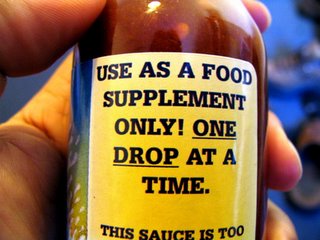 USE AS A FOOD
SUPPLEMENT
ONLY! ONE
DROP AT A
TIME.
THIS SAUCE IS TOO